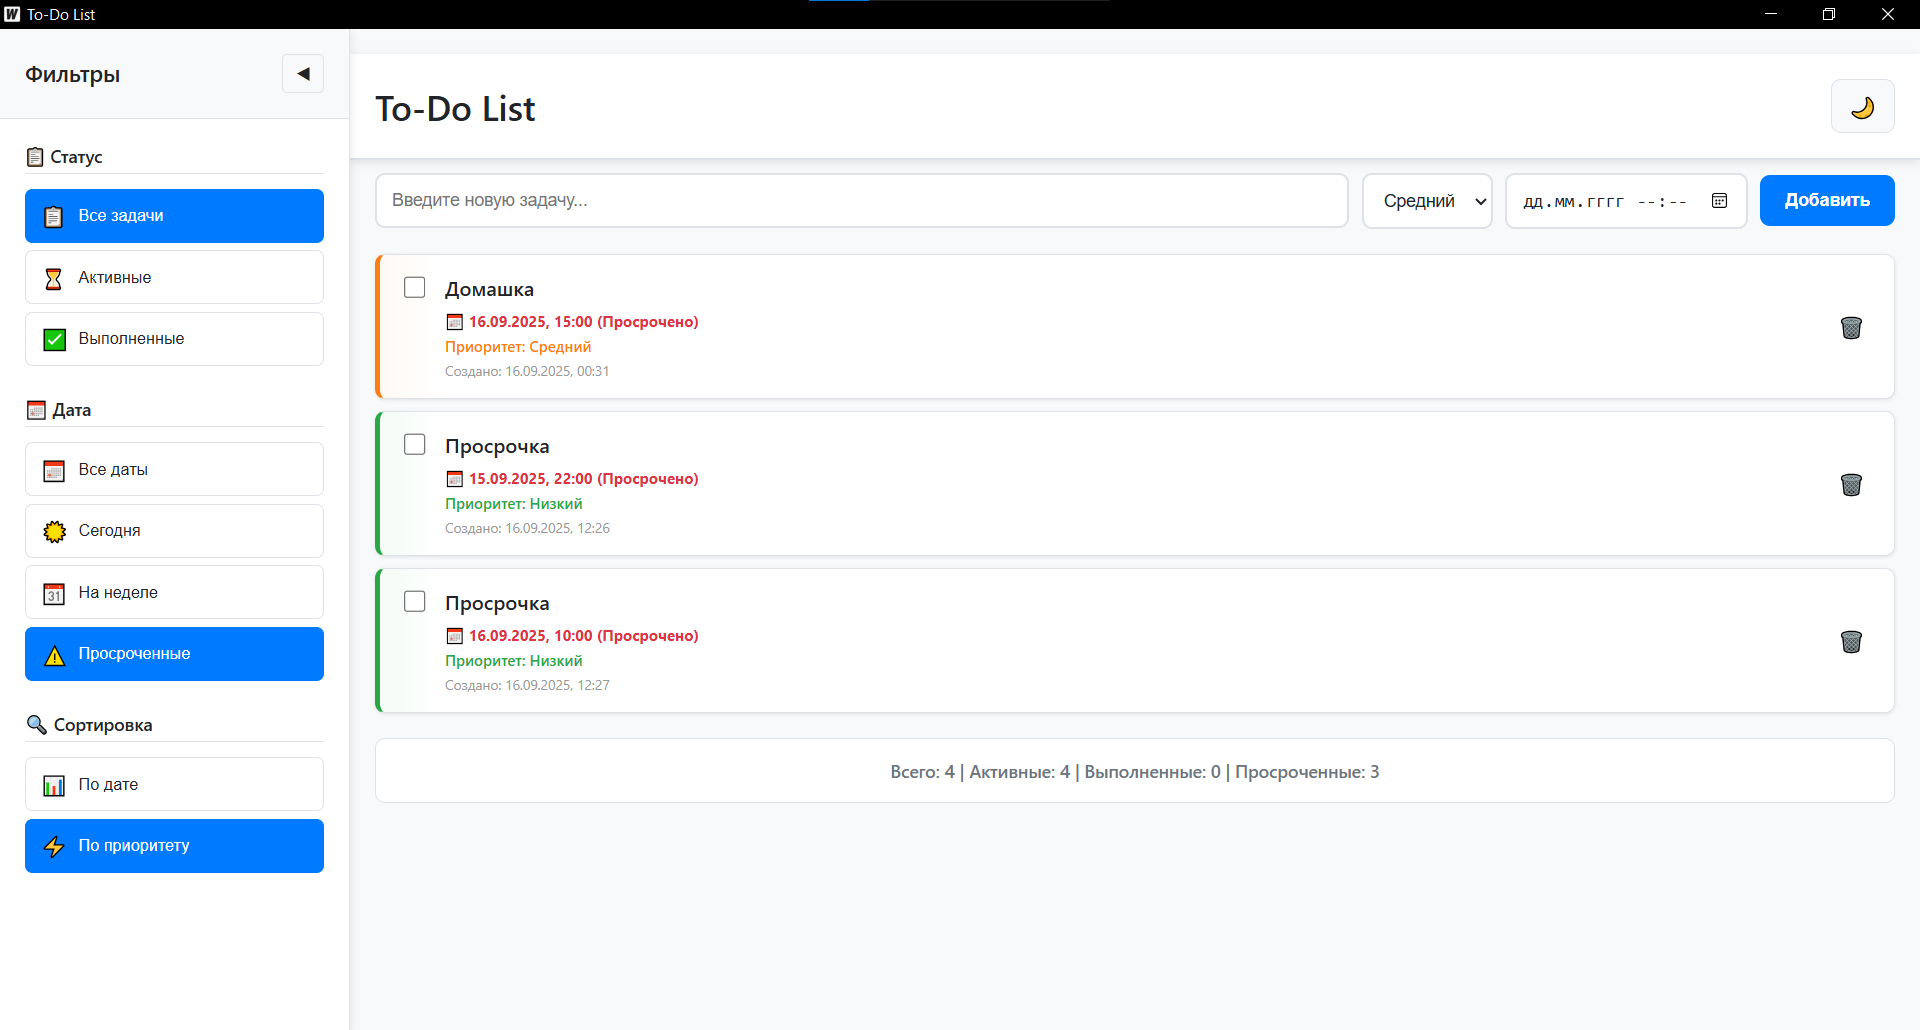 To-Do List
Фильтры
Статус
Все задачи
Активные
Выполненные
Дата
Все даты
Сегодня
На неделе
Просроченные
Сортировка
По дате
По приоритету
To-Do List
Введите новую задачу...
Средний
дд.мм.гггг --:--
Добавить
Домашка
16.09.2025, 15:00 (Просрочено)
Приоритет: Средний
Создано: 16.09.2025, 00:31
Просрочка
15.09.2025, 22:00 (Просрочено)
Приоритет: Низкий
Создано: 16.09.2025, 12:26
Просрочка
16.09.2025, 10:00 (Просрочено)
Приоритет: Низкий
Создано: 16.09.2025, 12:27
Всего: 4 | Активные: 4 | Выполненные: 0 | Просроченные: 3